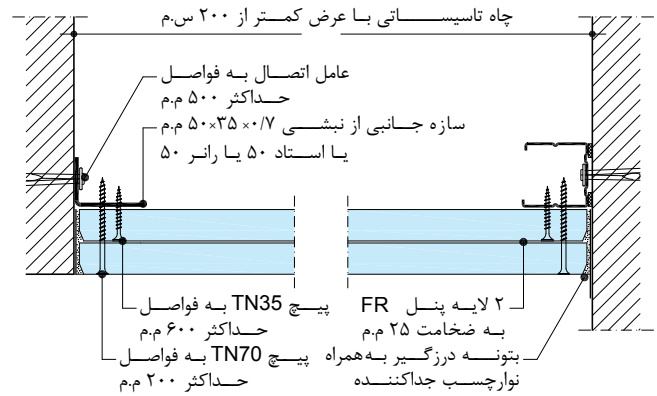 چاه تاسیساتی با عرض کمتر از ۲۰۰ س.م
عامل اتصال به فواصل
حداکثر ۵۰۰ م.م
سازه جانبی از نبشی ۰/۷×۳۵×۵۰ م.م
یا استاد ۵۰ یا رانر ۵۰
۲ لایه پنل FR
به ضخامت ۲۵ م.م
بتونه درزگیر به همراه
نوارچسب جداکننده
پیچ TN35 به فواصل
حداکثر ۶۰۰ م.م
پیچ TN70 به فواصل
حداکثر ۲۰۰ م.م